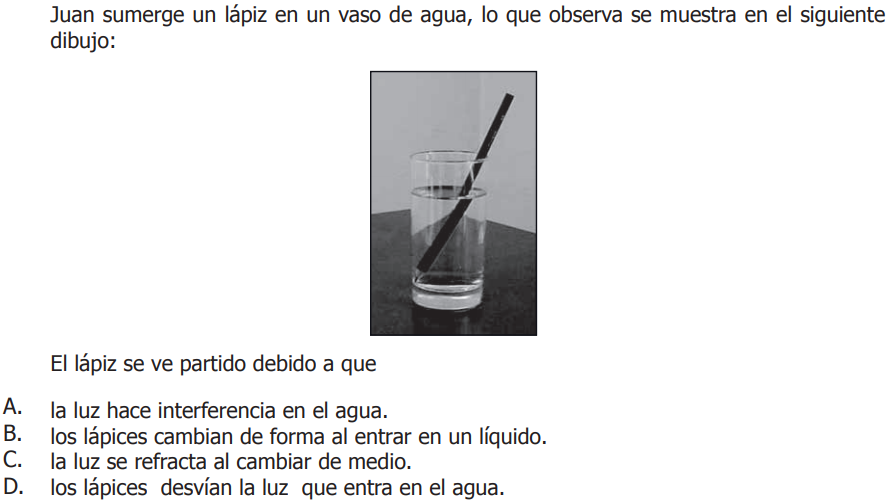 Juan sumerge un lápiz en un vaso de agua, lo que observa se muestra en el siguiente
dibujo:
El lápiz se ve partido debido a que
A. la luz hace interferencia en el agua.
B. los lápices cambian de forma al entrar en un líquido.
C. la luz se refracta al cambiar de medio.
D. los lápices desvían la luz que entra en el agua.